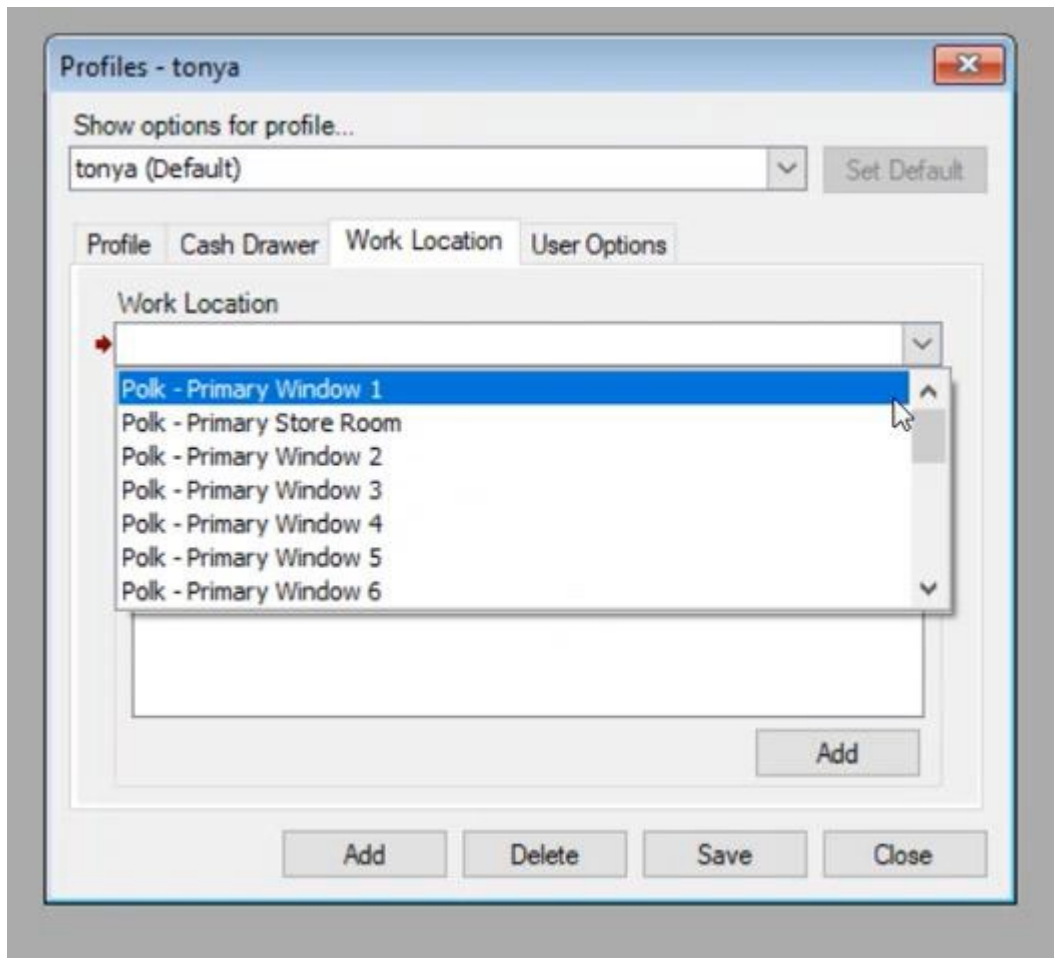 Profiles - tonya
Show options for profile...
tonya (Default)
Set Default
Profile
Cash Drawer
Work Location
User Options
Work Location
Polk - Primary Window 1
Polk - Primary Store Room
Polk - Primary Window 2
Polk - Primary Window 3
Polk - Primary Window 4
Polk - Primary Window 5
Polk - Primary Window 6
Add
Add
Delete
Save
Close